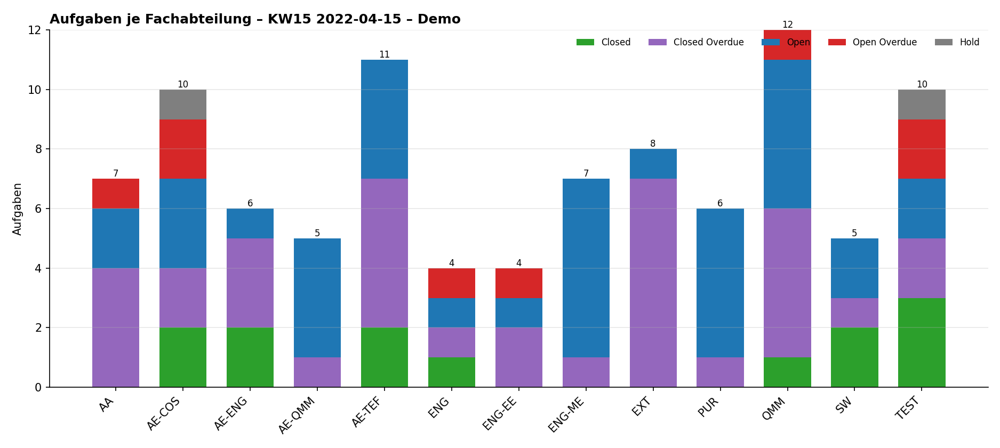 Aufgaben je Fachabteilung – KW15 2022-04-15 – Demo
Closed Closed Overdue Open Open Overdue Hold
Aufgaben
12
10
8
6
4
2
0
7 10 6 5 11 4 4 7 8 6 12 5 10
AA AE-COS AE-ENG AE-QMM AE-TEF ENG ENG-EE ENG-ME EXT PUR QMM SW TEST